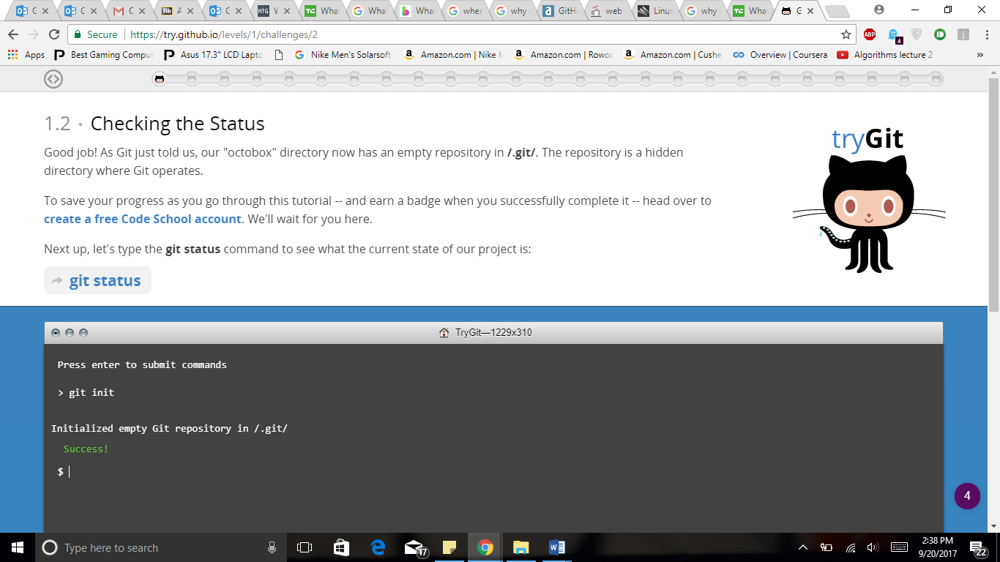 G
G
G
A
G
W
What
What
What
when
why
GitH
web
Linus
why
What
G
Secure
https://try.github.io/levels/1/challenges/2
ABP
4
Apps
Best Gaming Comput
Asus 17.3" LCD Lapto
Nike Men's Solarsoft
Amazon.com | Nike
Amazon.com | Rowo
Amazon.com | Cushe
Overview | Coursera
Algorithms lecture 2
»
1.2 · Checking the Status
tryGit
Good job! As Git just told us, our "octobox" directory now has an empty repository in /.git/. The repository is a hidden
directory where Git operates.
To save your progress as you go through this tutorial -- and earn a badge when you successfully complete it -- head over to
create a free Code School account. We'll wait for you here.
Next up, let's type the git status command to see what the current state of our project is:
git status
TryGit—1229x310
Press enter to submit commands
> git init
Initialized empty Git repository in /.git/
Success!
$
4
Type here to search
17
2:38 PM
9/20/2017
22